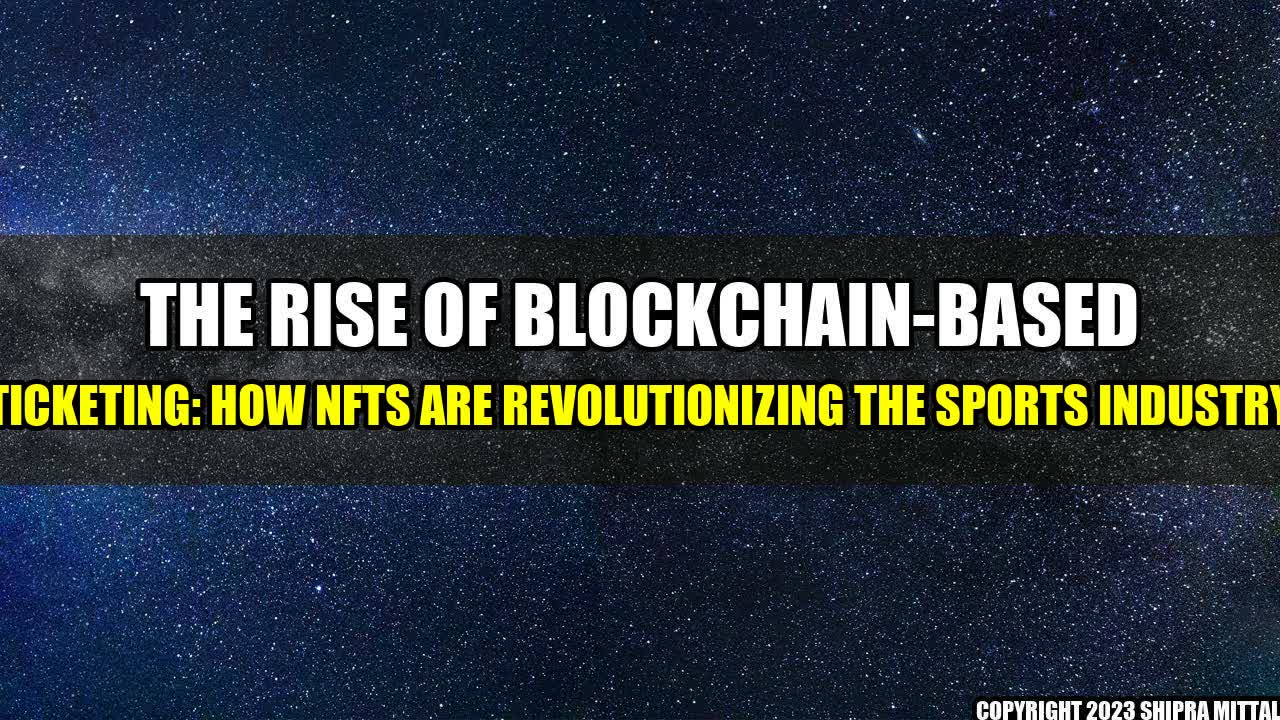 THE RISE OF BLOCKCHAIN-BASED
TICKETING: HOW NFTS ARE REVOLUTIONIZING THE SPORTS INDUSTRY
COPYRIGHT 2023 SHIPRA MITTAL